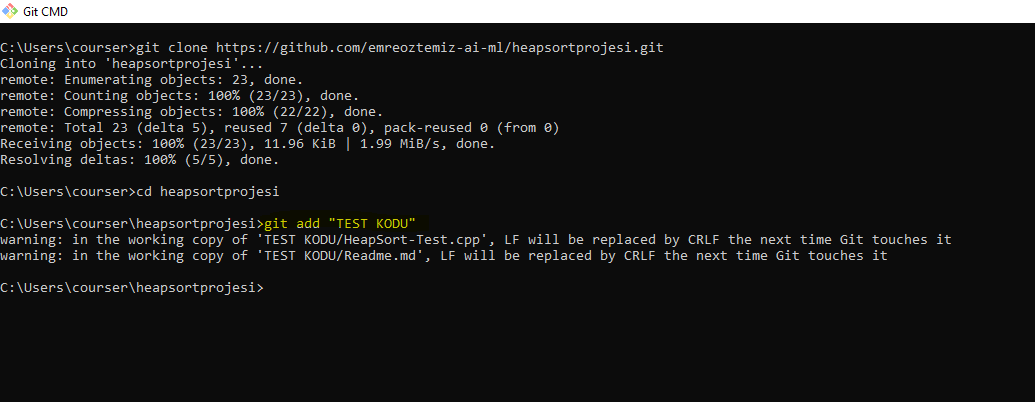 Git CMD
C:\Users\courser>git clone https://github.com/emreoztemiz-ai-ml/heapsortprojesi.git
Cloning into 'heapsortprojesi'...
remote: Enumerating objects: 23, done.
remote: Counting objects: 100% (23/23), done.
remote: Compressing objects: 100% (22/22), done.
remote: Total 23 (delta 5), reused 7 (delta 0), pack-reused 0 (from 0)
Receiving objects: 100% (23/23), 11.96 KiB | 1.99 MiB/s, done.
Resolving deltas: 100% (5/5), done.
C:\Users\courser>cd heapsortprojesi
C:\Users\courser\heapsortprojesi>git add "TEST KODU"
warning: in the working copy of 'TEST KODU/HeapSort-Test.cpp', LF will be replaced by CRLF the next time Git touches it
warning: in the working copy of 'TEST KODU/Readme.md', LF will be replaced by CRLF the next time Git touches it
C:\Users\courser\heapsortprojesi>